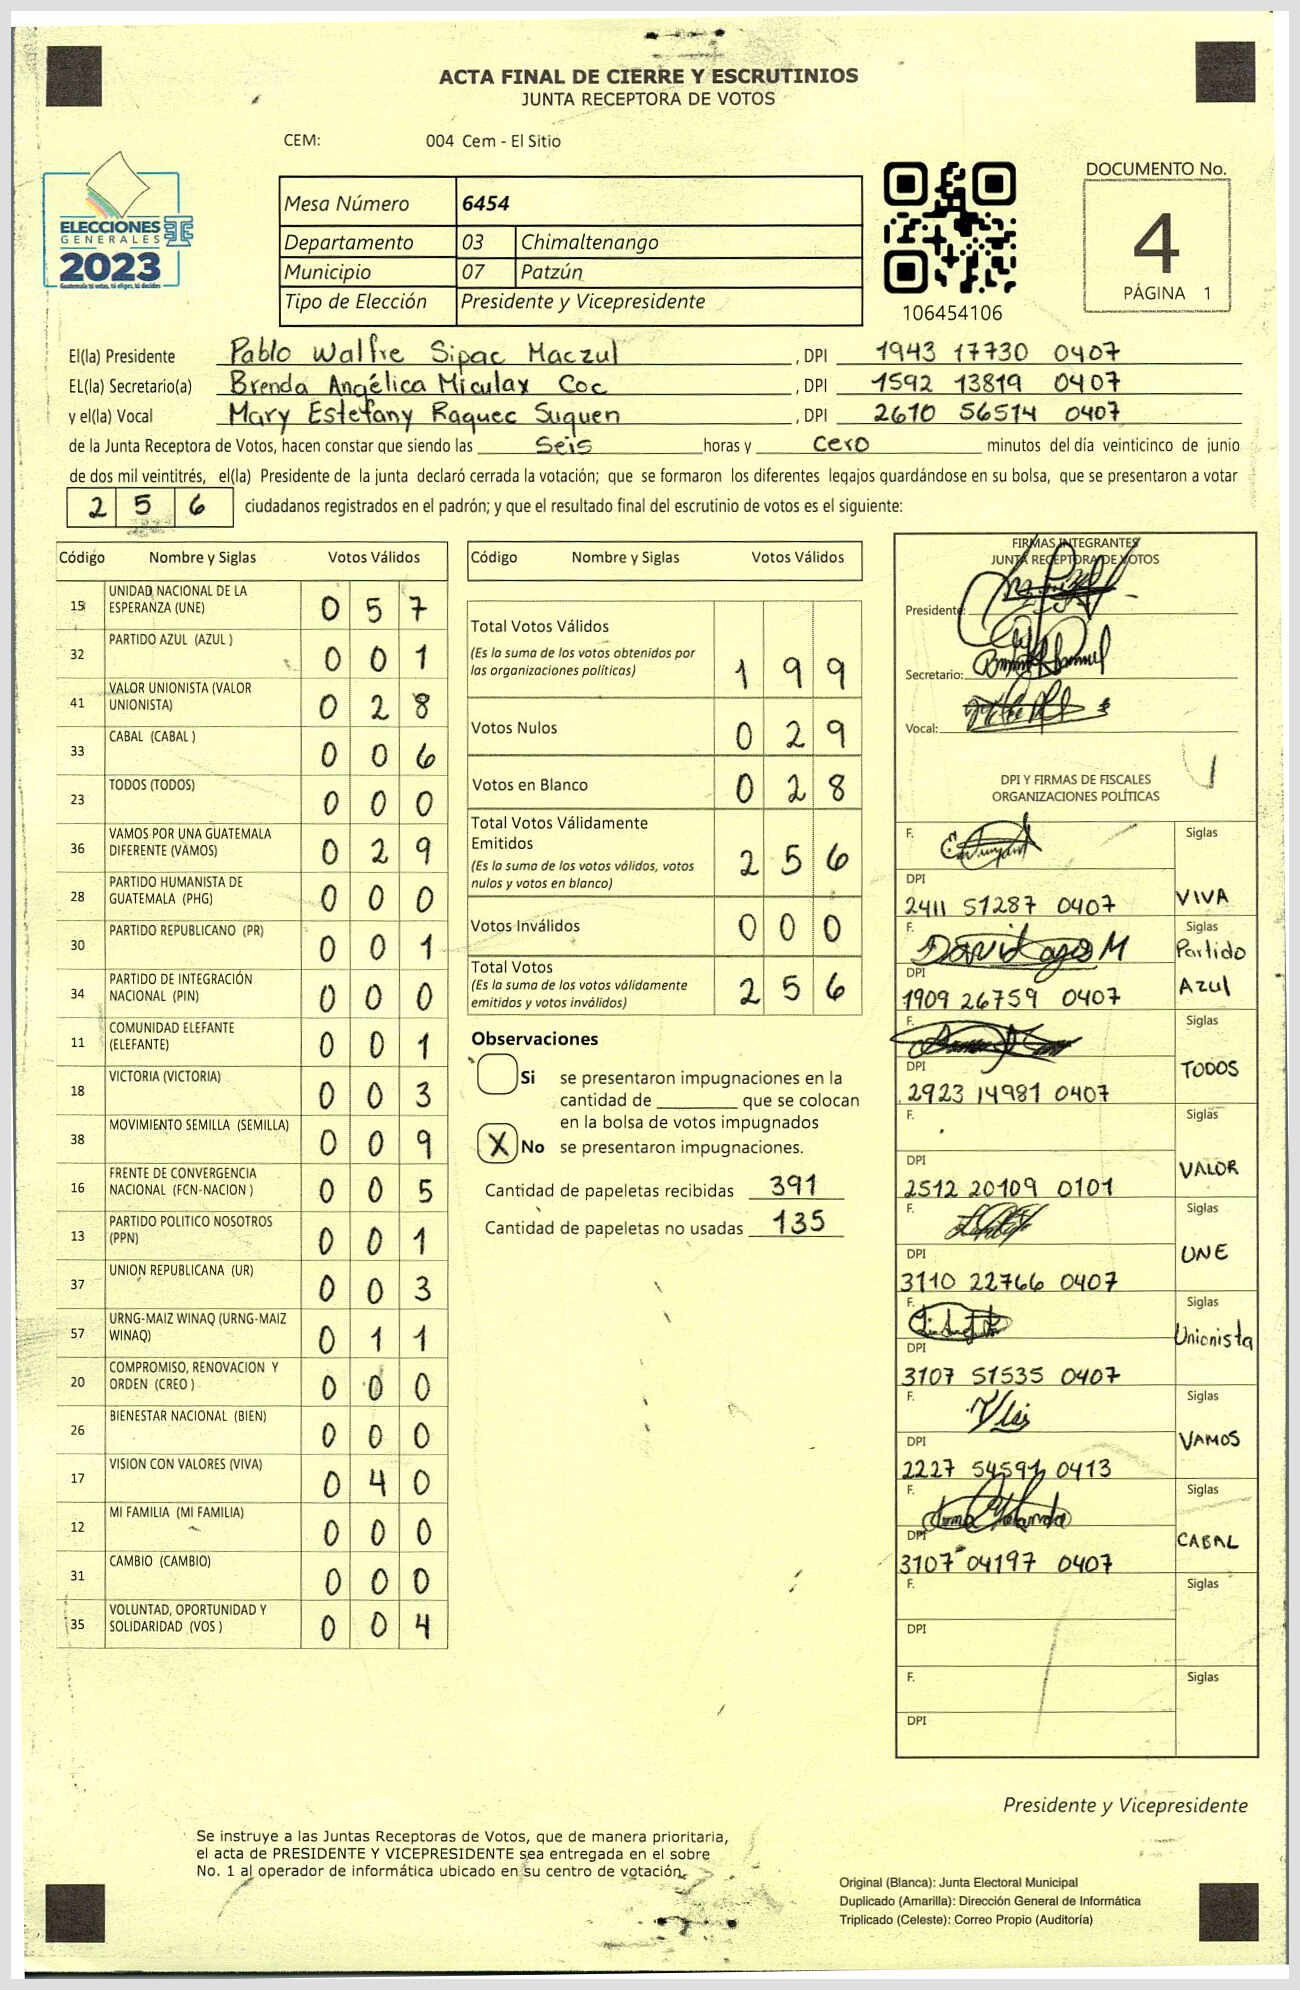 ACTA FINAL DE CIERRE Y ESCRUTINIOS
JUNTA RECEPTORA DE VOTOS
CEM: 004 Cem - El Sitio
ELECCIONES
GENERALES
2023
Guatemala tú votas, tú eliges, tú decides
Mesa Número 6454
Departamento 03 Chimaltenango
Municipio 07 Patzún
Tipo de Elección Presidente y Vicepresidente
106454106
DOCUMENTO No.
4
PÁGINA 1
El(la) Presidente Pablo Walfre Sipac Maczul , DPI 1943 17730 0407
EL(la) Secretario(a) Brenda Angélica Miculax Coc , DPI 1592 13819 0407
y el(la) Vocal Mary Estefany Raquec Suquen , DPI 2610 56514 0407
de la Junta Receptora de Votos, hacen constar que siendo las Seis horas y cero minutos del día veinticinco de junio
de dos mil veintitrés, el(la) Presidente de la junta declaró cerrada la votación; que se formaron los diferentes legajos quardándose en su bolsa, que se presentaron a votar
2 5 6 ciudadanos registrados en el padrón; y que el resultado final del escrutinio de votos es el siguiente:
Código Nombre y Siglas Votos Válidos
15 UNIDAD NACIONAL DE LA
ESPERANZA (UNE) 0 5 7
32 PARTIDO AZUL (AZUL ) 0 0 1
41 VALOR UNIONISTA (VALOR
UNIONISTA) 0 2 8
33 CABAL (CABAL ) 0 0 6
23 TODOS (TODOS) 0 0 0
36 VAMOS POR UNA GUATEMALA
DIFERENTE (VAMOS) 0 2 9
28 PARTIDO HUMANISTA DE
GUATEMALA (PHG) 0 0 0
30 PARTIDO REPUBLICANO (PR) 0 0 1
34 PARTIDO DE INTEGRACIÓN
NACIONAL (PIN) 0 0 0
11 COMUNIDAD ELEFANTE
(ELEFANTE) 0 0 1
18 VICTORIA (VICTORIA) 0 0 3
38 MOVIMIENTO SEMILLA (SEMILLA) 0 0 9
16 FRENTE DE CONVERGENCIA
NACIONAL (FCN-NACION ) 0 0 5
13 PARTIDO POLITICO NOSOTROS
(PPN) 0 0 1
37 UNION REPUBLICANA (UR) 0 0 3
57 URNG-MAIZ WINAQ (URNG-MAIZ
WINAQ) 0 1 1
20 COMPROMISO, RENOVACION Y
ORDEN (CREO ) 0 0 0
26 BIENESTAR NACIONAL (BIEN) 0 0 0
17 VISION CON VALORES (VIVA) 0 4 0
12 MI FAMILIA (MI FAMILIA) 0 0 0
31 CAMBIO (CAMBIO) 0 0 0
35 VOLUNTAD, OPORTUNIDAD Y
SOLIDARIDAD (VOS ) 0 0 4
Código Nombre y Siglas Votos Válidos
Total Votos Válidos
(Es la suma de los votos obtenidos por
las organizaciones políticas) 1 9 9
Votos Nulos 0 2 9
Votos en Blanco 0 2 8
Total Votos Válidamente
Emitidos
(Es la suma de los votos válidos, votos
nulos y votos en blanco) 2 5 6
Votos Inválidos 0 0 0
Total Votos
(Es la suma de los votos válidamente
emitidos y votos inválidos) 2 5 6
Observaciones
Si se presentaron impugnaciones en la
cantidad de ________ que se colocan
en la bolsa de votos impugnados
X No se presentaron impugnaciones.
Cantidad de papeletas recibidas 391
Cantidad de papeletas no usadas 135
FIRMAS INTEGRANTES
JUNTA RECEPTORA DE VOTOS
Presidente:
Secretario:
Vocal:
DPI Y FIRMAS DE FISCALES
ORGANIZACIONES POLÍTICAS
F. Siglas
DPI
2411 51287 0407 VIVA
F. Siglas
DPI Partido
1909 26759 0407 Azul
F. Siglas
DPI
2923 14981 0407 TODOS
F. Siglas
DPI
2512 20109 0101 VALOR
F. Siglas
DPI
3110 22766 0407 UNE
F. Siglas
DPI
3107 51535 0407 Unionista
F. Siglas
DPI
2227 54591 0413 VAMOS
F. Siglas
DPI
3107 04197 0407 CABAL
F. Siglas
DPI
F. Siglas
DPI
Presidente y Vicepresidente
Se instruye a las Juntas Receptoras de Votos, que de manera prioritaria,
el acta de PRESIDENTE Y VICEPRESIDENTE sea entregada en el sobre
No. 1 al operador de informática ubicado en su centro de votación.
Original (Blanca): Junta Electoral Municipal
Duplicado (Amarilla): Dirección General de Informática
Triplicado (Celeste): Correo Propio (Auditoría)